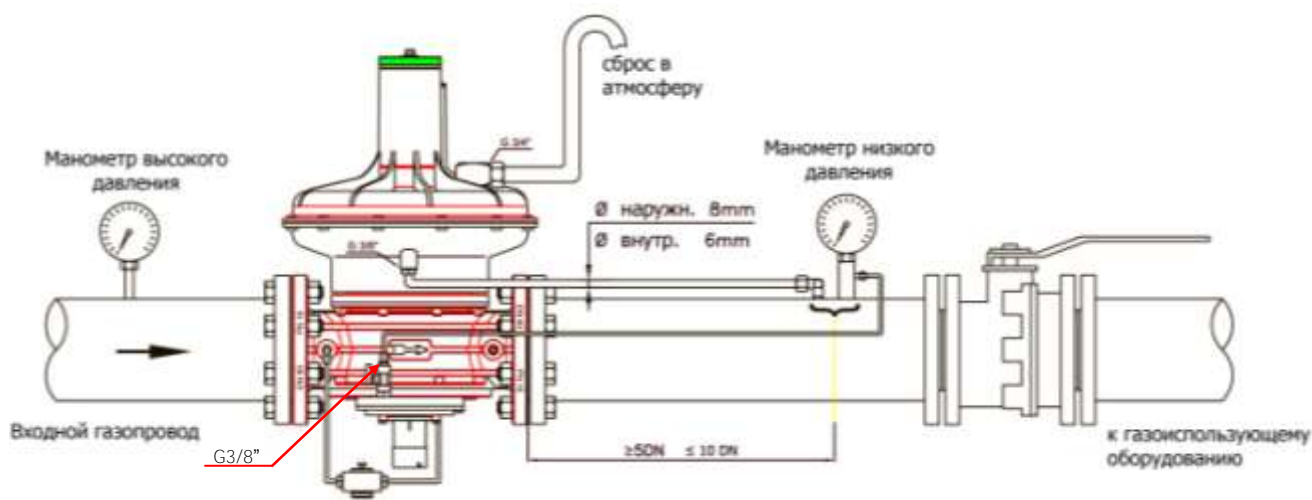 сброс в
атмосферу
G 3/4"
Манометр высокого
давления
Манометр низкого
давления
Ø наружн. 8mm
Ø внутр. 6mm
G 3/8"
Входной газопровод
G3/8”
≥5DN ≤ 10 DN
к газоиспользующему
оборудованию